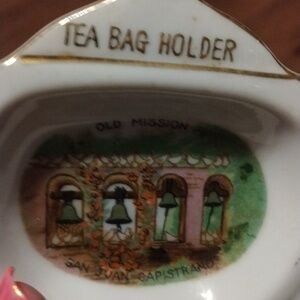 TEA BAG HOLDER
OLD MISSION
SAN JUAN CAPISTRANO